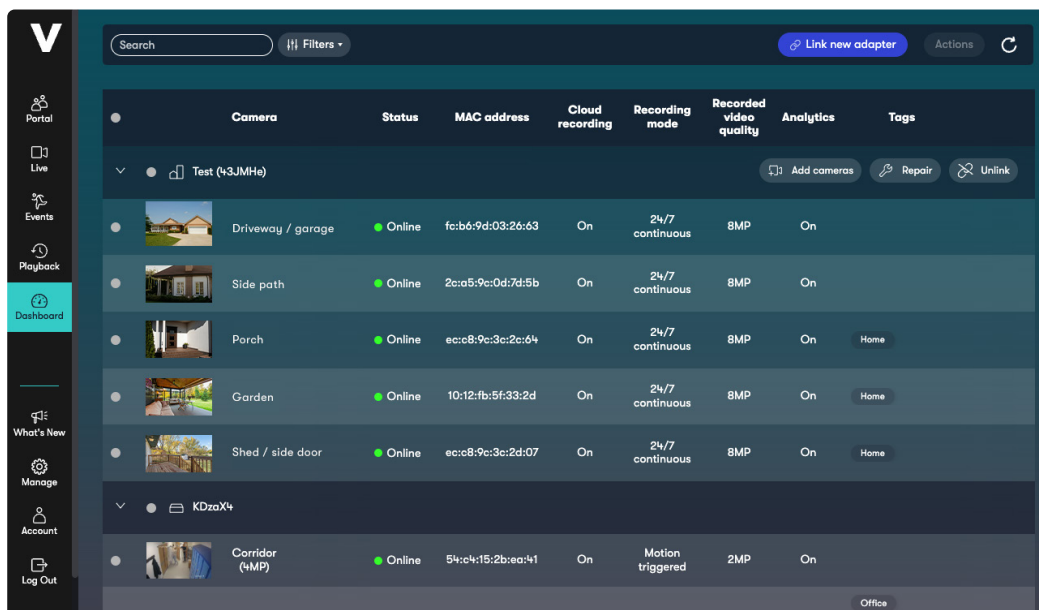 V
Search
Filters
Link new adapter
Actions
Portal
Live
Events
Playback
Dashboard
What's New
Manage
Account
Log Out
Camera
Status
MAC address
Cloud
recording
Recording
mode
Recorded
video
quality
Analytics
Tags
Test (43JMHe)
Add cameras
Repair
Unlink
Driveway / garage
Online
fc:b6:9d:03:26:63
On
24/7
continuous
8MP
On
Side path
Online
2c:a5:9c:0d:7d:5b
On
24/7
continuous
8MP
On
Porch
Online
ec:c8:9c:3c:2c:64
On
24/7
continuous
8MP
On
Home
Garden
Online
10:12:fb:5f:33:2d
On
24/7
continuous
8MP
On
Home
Shed / side door
Online
ec:c8:9c:3c:2d:07
On
24/7
continuous
8MP
On
Home
KDzaX4
Corridor
(4MP)
Online
54:c4:15:2b:ea:41
On
Motion
triggered
2MP
On
Office